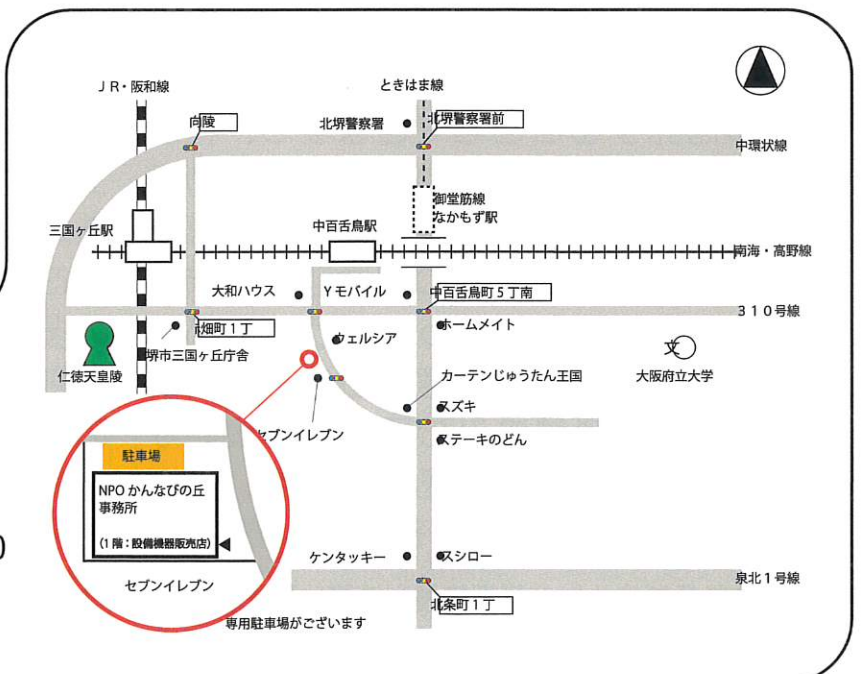 ＪＲ・阪和線
ときはま線
向陵
北堺警察署
北堺警察署前
中環状線
御堂筋線
なかもず駅
三国ヶ丘駅
中百舌鳥駅
南海・高野線
大和ハウス
Ｙモバイル
中百舌鳥町５丁南
３１０号線
畑町１丁
ホームメイト
堺市三国ヶ丘庁舎
ウェルシア
文
仁徳天皇陵
カーテンじゅうたん王国
大阪府立大学
スズキ
セブンイレブン
ステーキのどん
駐車場
NPO かんなびの丘
事務所
(１階：設備機器販売店)
セブンイレブン
ケンタッキー
スシロー
泉北１号線
北条町１丁
専用駐車場がございます